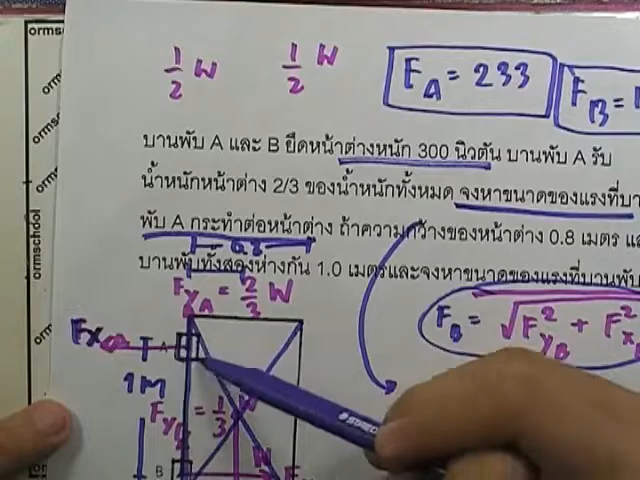 orms
ormsschool
½ W ½ W
F_A = 233
F_B =
บานพับ A และ B ยึดหน้าต่างหนัก 300 นิวตัน บานพับ A รับ
น้ำหนักหน้าต่าง 2/3 ของน้ำหนักทั้งหมด จงหาขนาดของแรงที่บา
พับ A กระทำต่อหน้าต่าง ถ้าความกว้างของหน้าต่าง 0.8 เมตร และ
บานพับทั้งสองห่างกัน 1.0 เมตรและจงหาขนาดของแรงที่บานพับ
F_yA = 2/3 W
F_B = √F_yB² + F_xB²
Fx
A
1 M
F_yB = 1/3 W
W
B